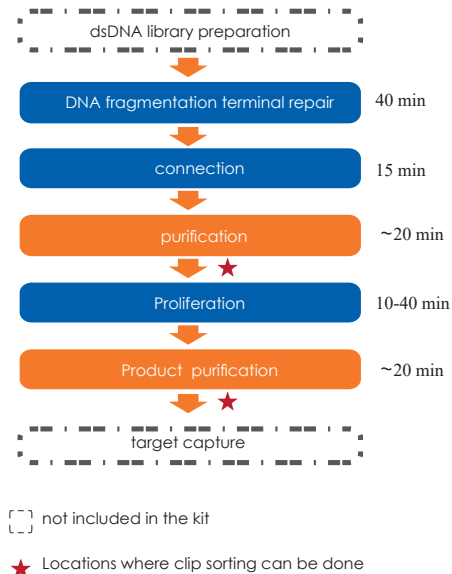 dsDNA library preparation
DNA fragmentation terminal repair 40 min
connection 15 min
purification ~20 min
Proliferation 10-40 min
Product purification ~20 min
target capture
not included in the kit
Locations where clip sorting can be done